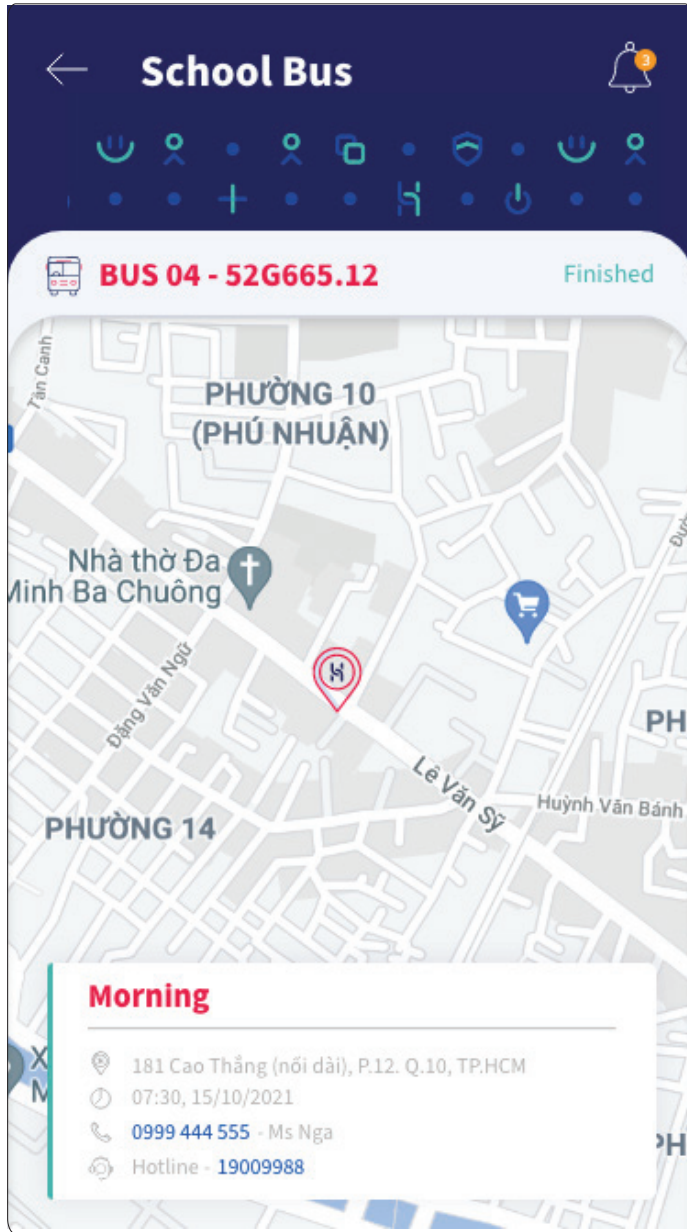 School Bus
3
BUS 04 - 52G665.12
Finished
Tân Canh
PHƯỜNG 10
(PHÚ NHUẬN)
Nhà thờ Đa
Minh Ba Chuông
Đặng Văn Ngữ
PH
Lê Văn Sỹ
Huỳnh Văn Bánh
PHƯỜNG 14
Morning
X
M
181 Cao Thắng (nối dài), P.12. Q.10, TP.HCM
07:30, 15/10/2021
0999 444 555 - Ms Nga
PH
Hotline - 19009988